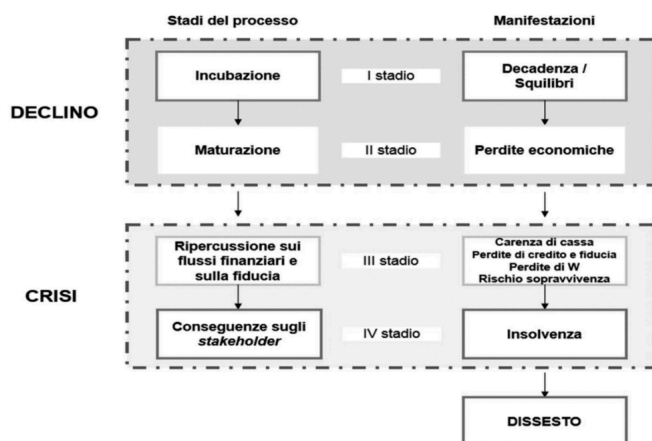 Stadi del processo
Manifestazioni
DECLINO
Incubazione
I stadio
Decadenza /
Squilibri
Maturazione
II stadio
Perdite economiche
CRISI
Ripercussione sui
flussi finanziari e
sulla fiducia
III stadio
Carenza di cassa
Perdite di credito e fiducia
Perdite di W
Rischio sopravvivenza
Conseguenze sugli
stakeholder
IV stadio
Insolvenza
DISSESTO